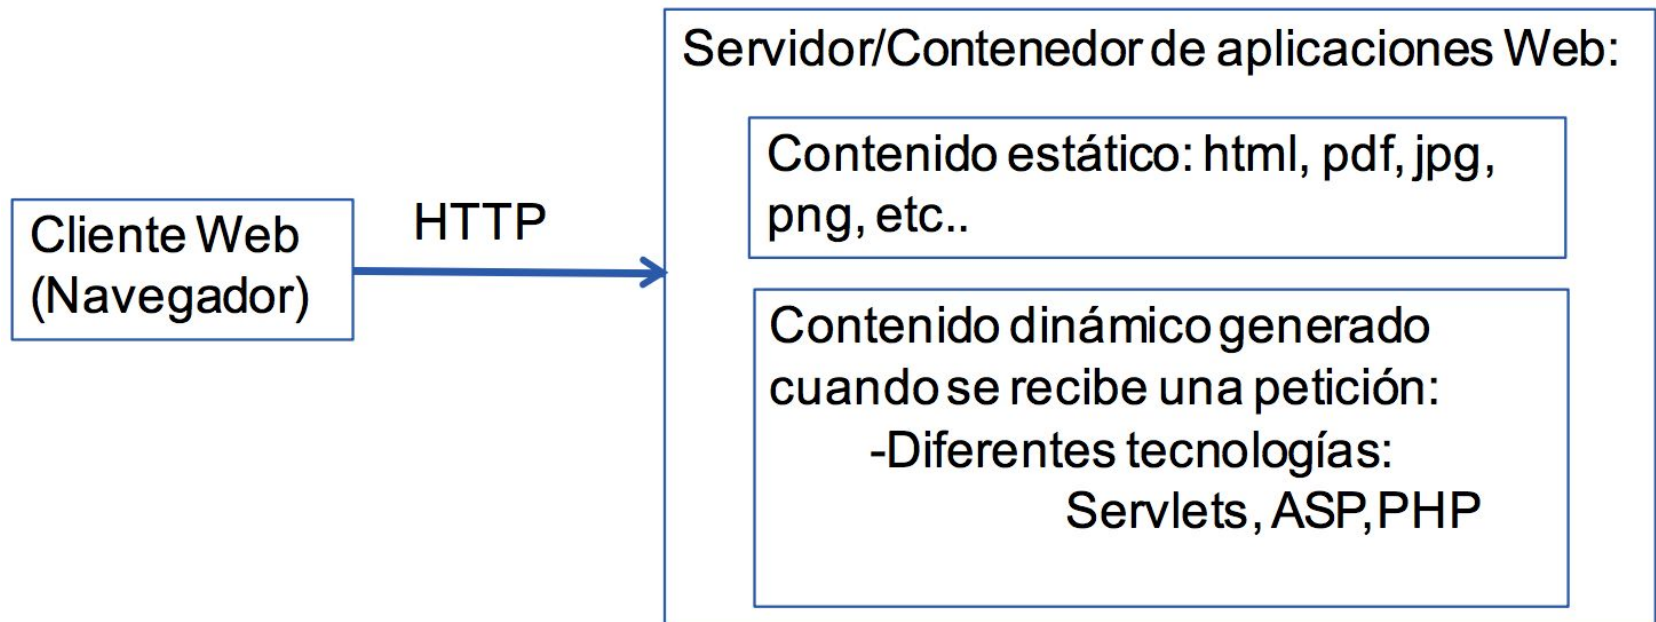 Servidor/Contenedor de aplicaciones Web:
Contenido estático: html, pdf, jpg,
png, etc..
Cliente Web
(Navegador)
HTTP
Contenido dinámico generado
cuando se recibe una petición:
-Diferentes tecnologías:
Servlets, ASP,PHP